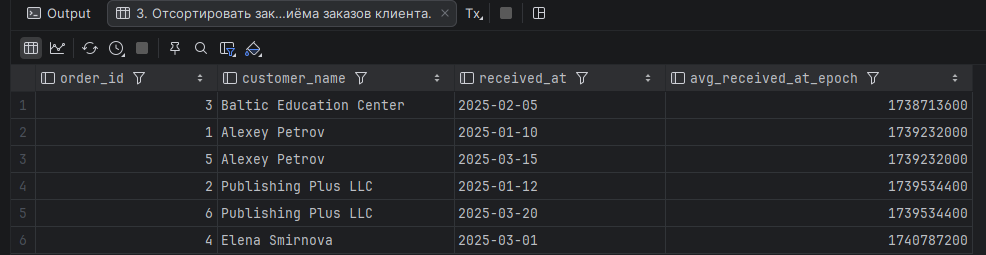 Output 3. Отсортировать зак...иёма заказов клиента. × Tx
order_id customer_name received_at avg_received_at_epoch
1 3 Baltic Education Center 2025-02-05 1738713600
2 1 Alexey Petrov 2025-01-10 1739232000
3 5 Alexey Petrov 2025-03-15 1739232000
4 2 Publishing Plus LLC 2025-01-12 1739534400
5 6 Publishing Plus LLC 2025-03-20 1739534400
6 4 Elena Smirnova 2025-03-01 1740787200